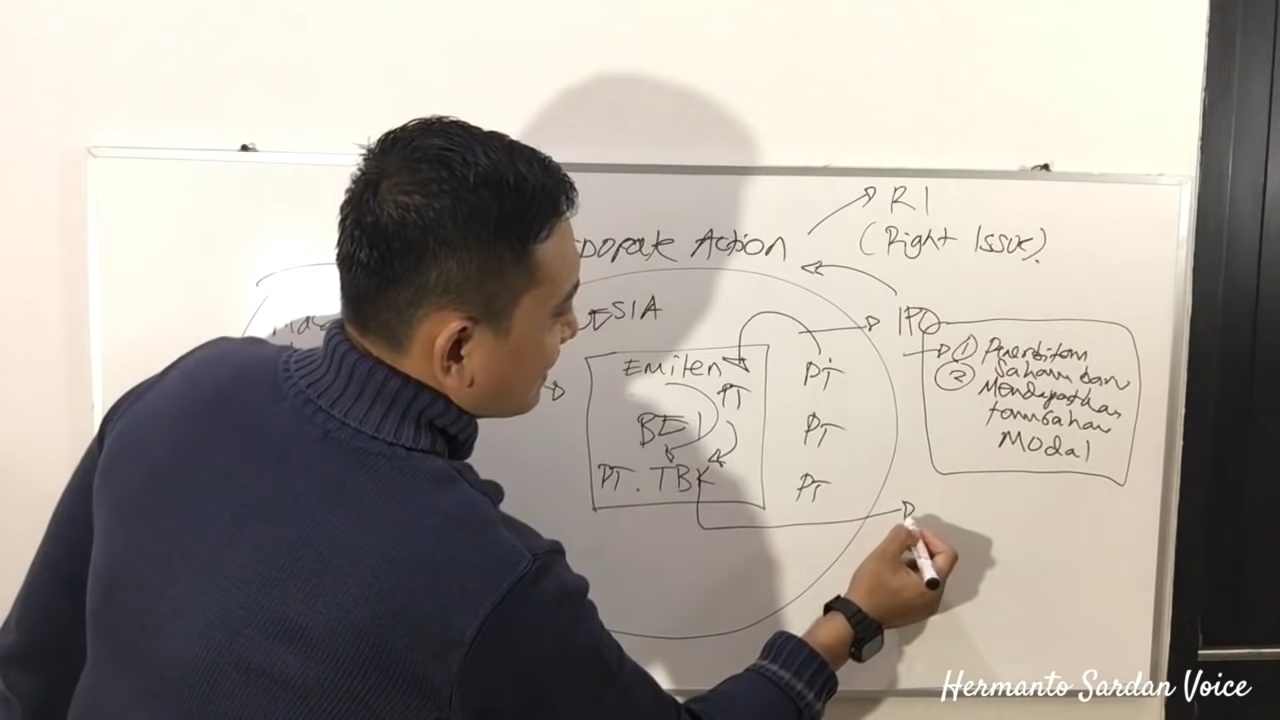 RI
Corporate Action
(Right Issue)
ESIA
IPO
Emiten
PT
① Penerbitan
② Saham dan
Mendapatkan
tambahan
Modal
PT
BEI
PT
PT. TBK
PT
Hermanto Sardan Voice